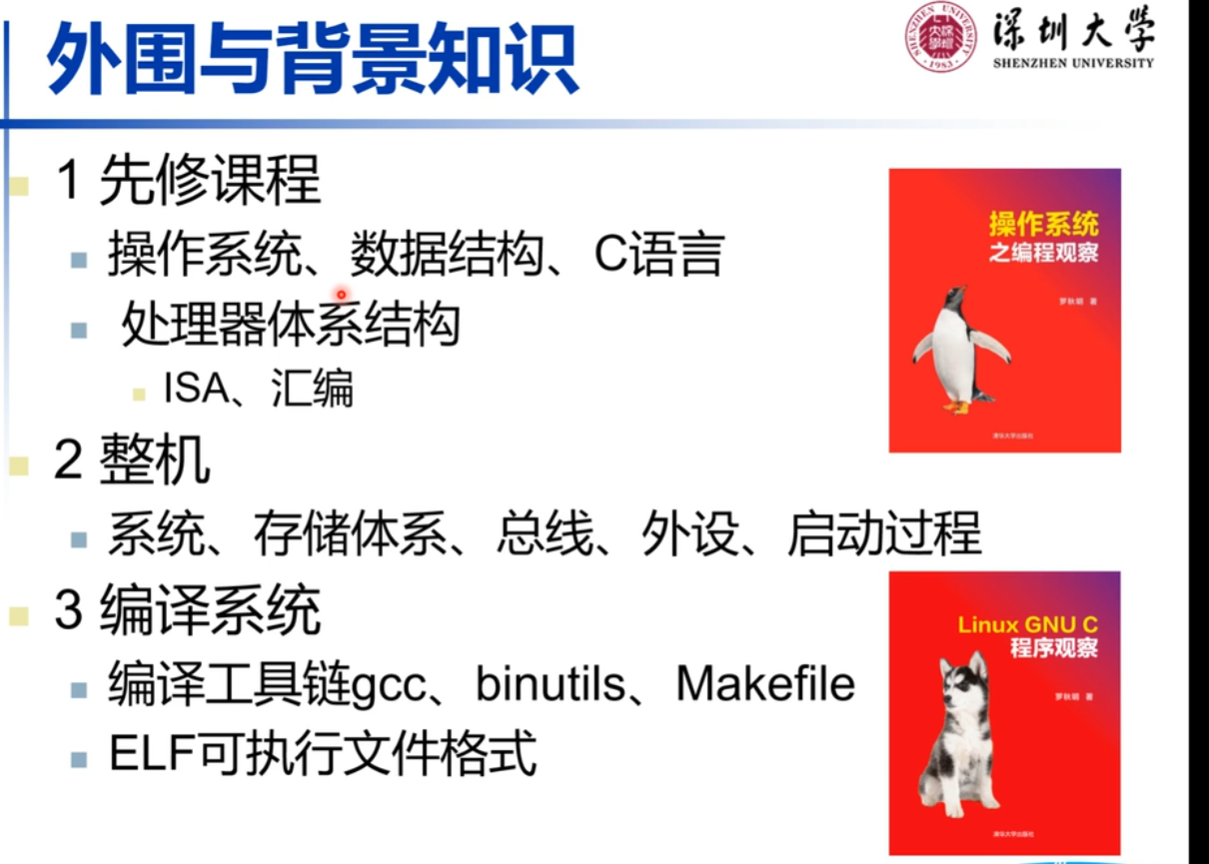 外围与背景知识
深圳大学
SHENZHEN UNIVERSITY
1 先修课程
操作系统、数据结构、C语言
处理器体系结构
ISA、汇编
2 整机
系统、存储体系、总线、外设、启动过程
3 编译系统
编译工具链gcc、binutils、Makefile
ELF可执行文件格式
操作系统
之编程观察
罗秋明 著
清华大学出版社
Linux GNU C
程序观察
罗秋明 著
清华大学出版社